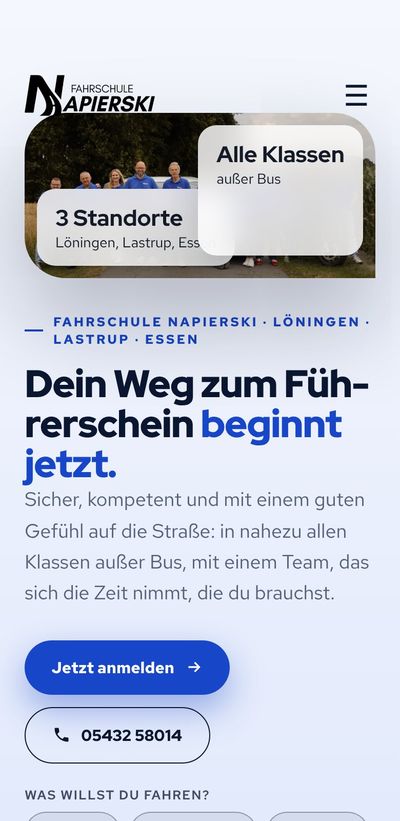 FAHRSCHULE
NAPIERSKI
Alle Klassen
außer Bus
3 Standorte
Löningen, Lastrup, Essen
FAHRSCHULE NAPIERSKI · LÖNINGEN ·
LASTRUP · ESSEN
Dein Weg zum Füh-
rerschein beginnt
jetzt.
Sicher, kompetent und mit einem guten
Gefühl auf die Straße: in nahezu allen
Klassen außer Bus, mit einem Team, das
sich die Zeit nimmt, die du brauchst.
Jetzt anmelden →
05432 58014
WAS WILLST DU FAHREN?